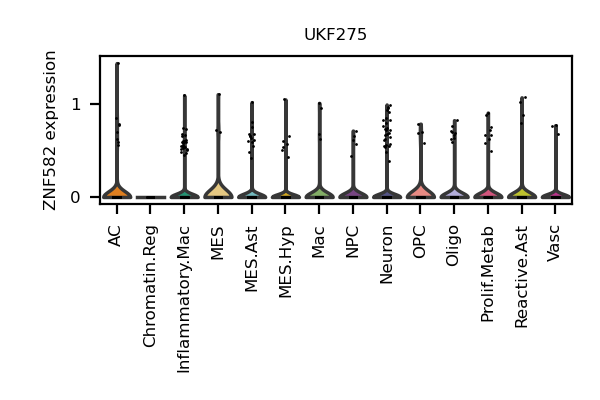 UKF275
ZNF582 expression
1
0
AC
Chromatin.Reg
Inflammatory.Mac
MES
MES.Ast
MES.Hyp
Mac
NPC
Neuron
OPC
Oligo
Prolif.Metab
Reactive.Ast
Vasc